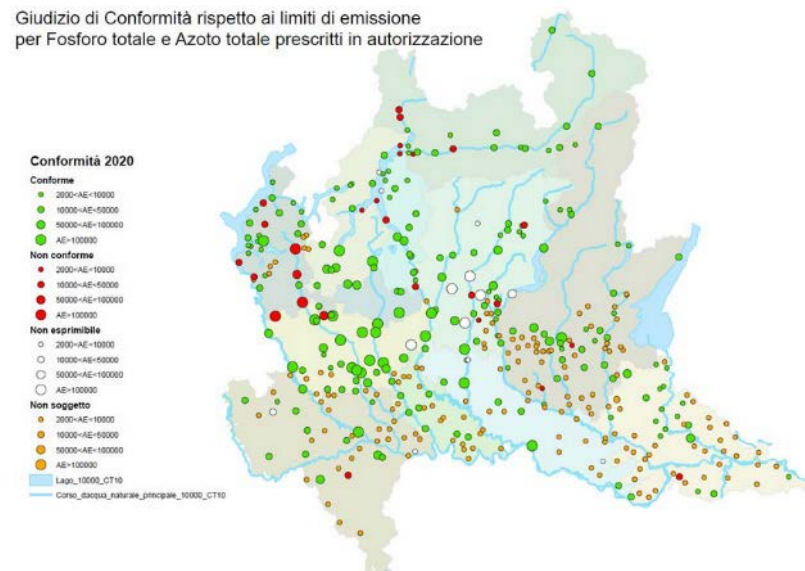 Giudizio di Conformità rispetto ai limiti di emissione
per Fosforo totale e Azoto totale prescritti in autorizzazione
Conformità 2020
Conforme
2000<AE<10000
10000<AE<50000
50000<AE<100000
AE>100000
Non conforme
2000<AE<10000
10000<AE<50000
50000<AE<100000
AE>100000
Non esprimibile
2000<AE<10000
10000<AE<50000
50000<AE<100000
AE>100000
Non soggetto
2000<AE<10000
10000<AE<50000
50000<AE<100000
AE>100000
Lago_10000_CT10
Corso_dacqua_naturale_principale_10000_CT10